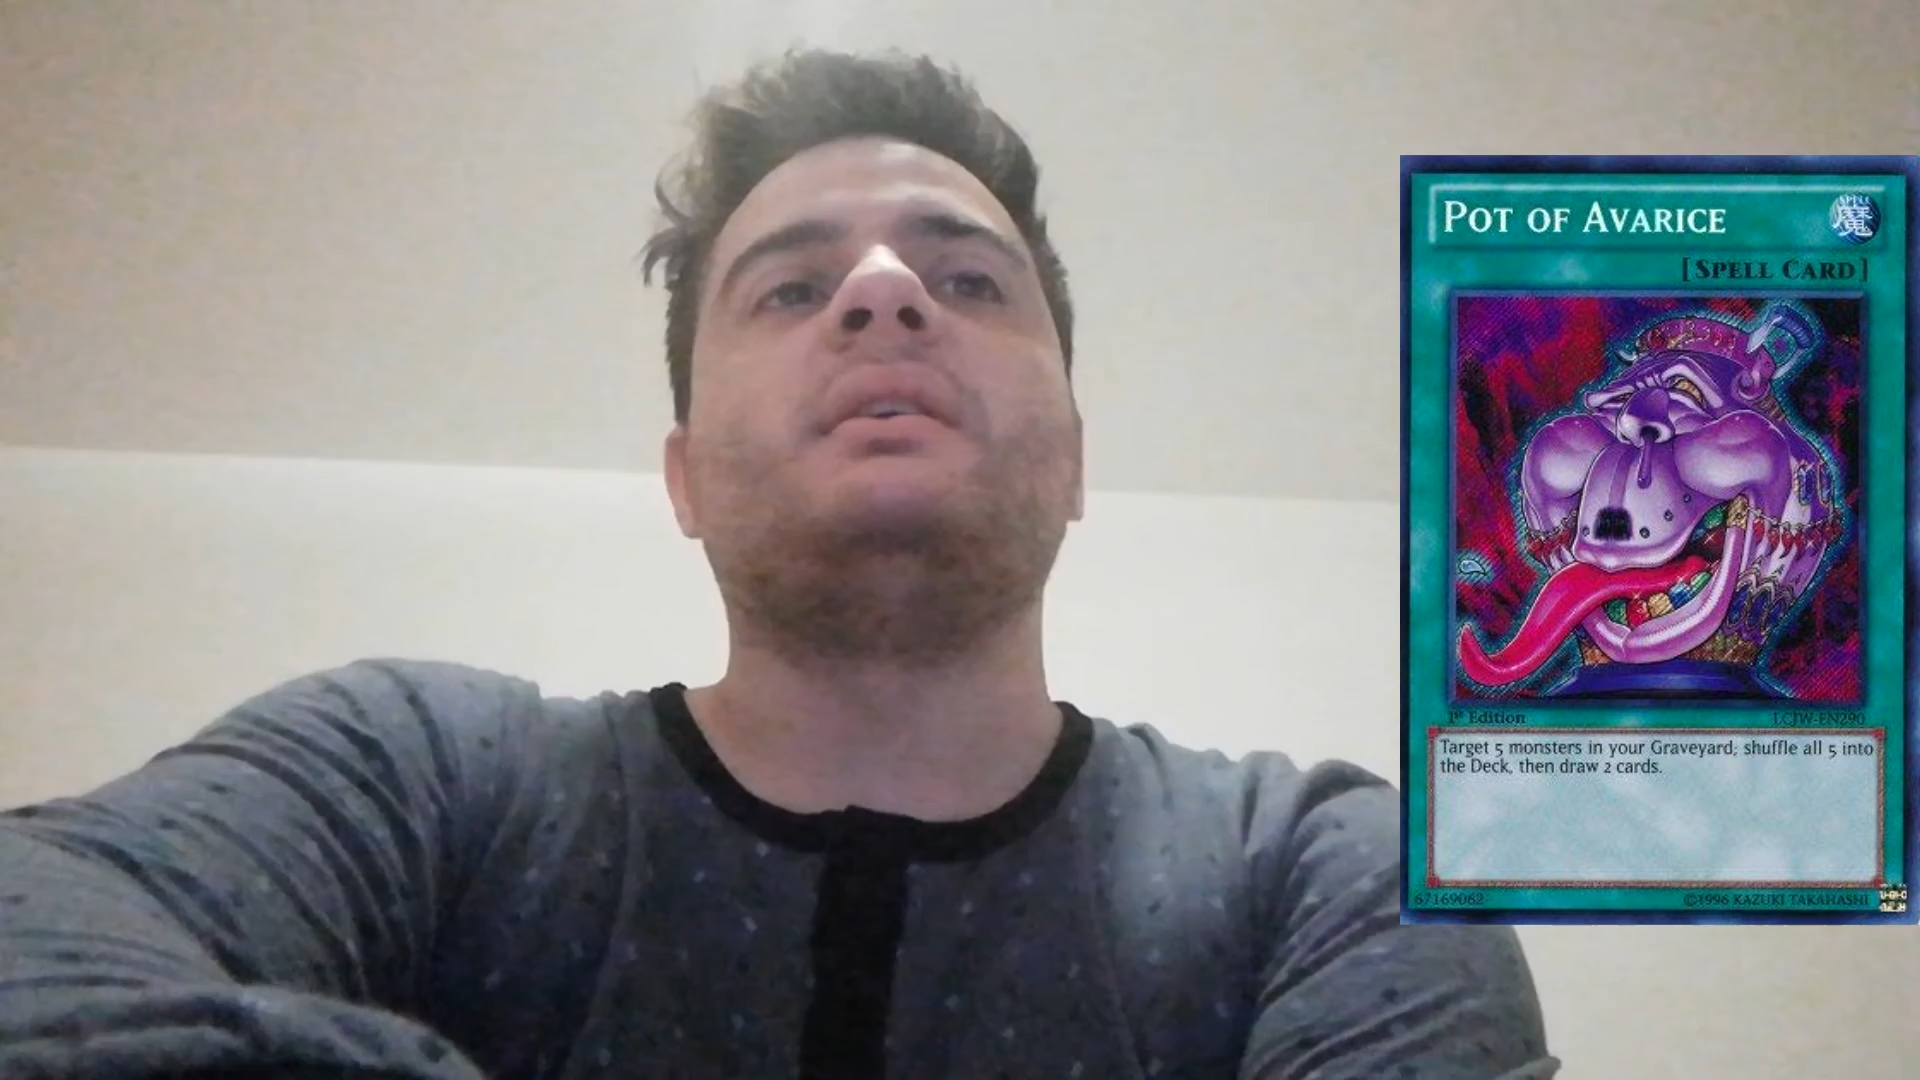 POT OF AVARICE
SPELL
魔
[SPELL CARD]
1st Edition
LCJW-EN290
Target 5 monsters in your Graveyard; shuffle all 5 into
the Deck, then draw 2 cards.
67169062
©1996 KAZUKI TAKAHASHI